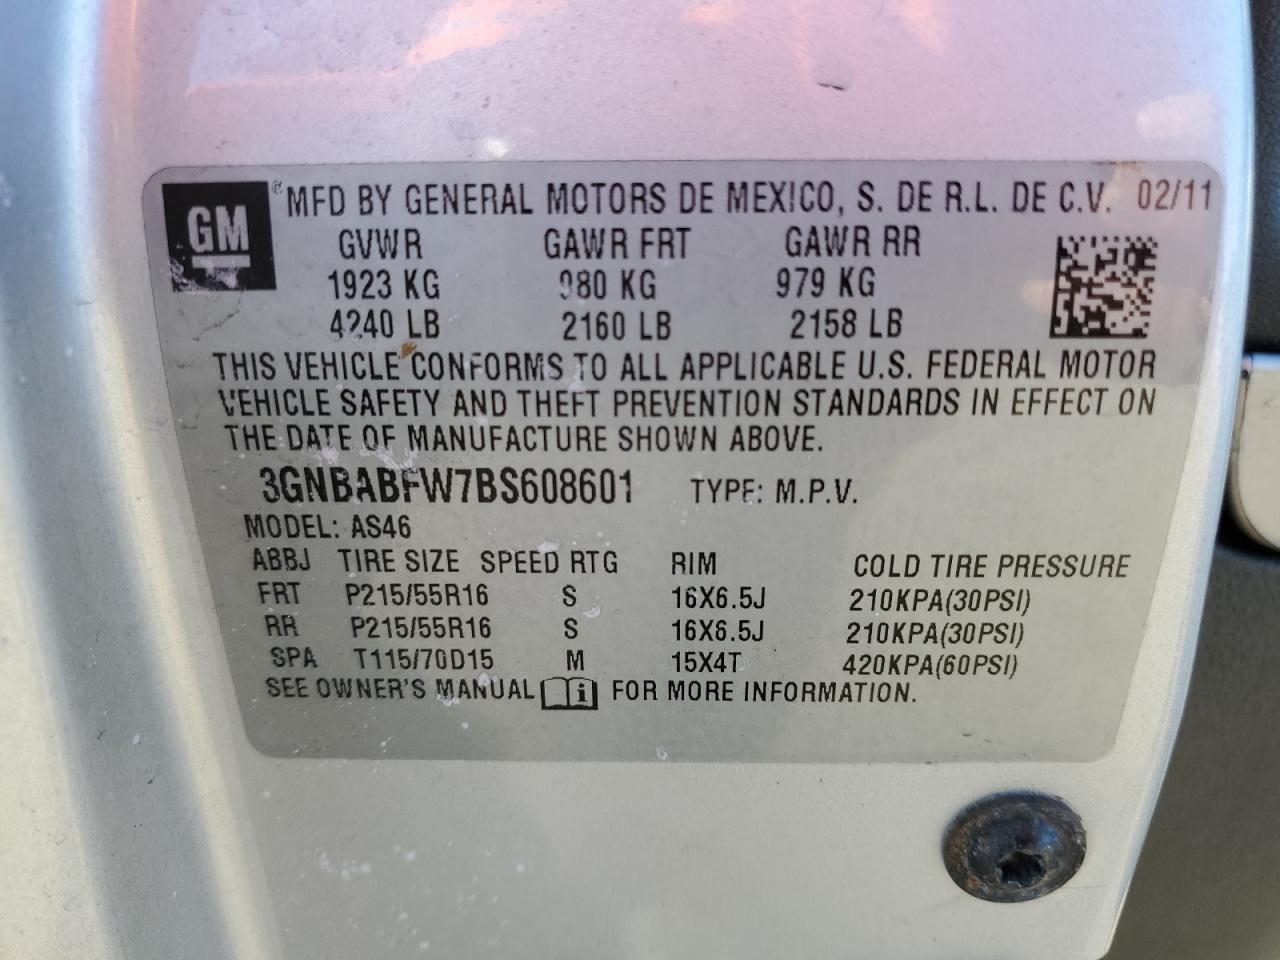 GM ® MFD BY GENERAL MOTORS DE MEXICO, S. DE R.L. DE C.V. 02/11
GVWR GAWR FRT GAWR RR
1923 KG 980 KG 979 KG
4240 LB 2160 LB 2158 LB
THIS VEHICLE CONFORMS TO ALL APPLICABLE U.S. FEDERAL MOTOR
VEHICLE SAFETY AND THEFT PREVENTION STANDARDS IN EFFECT ON
THE DATE OF MANUFACTURE SHOWN ABOVE.
3GNBABFW7BS608601 TYPE: M.P.V.
MODEL: AS46
ABBJ TIRE SIZE SPEED RTG RIM COLD TIRE PRESSURE
FRT P215/55R16 S 16X6.5J 210KPA(30PSI)
RR P215/55R16 S 16X6.5J 210KPA(30PSI)
SPA T115/70D15 M 15X4T 420KPA(60PSI)
SEE OWNER'S MANUAL i FOR MORE INFORMATION.